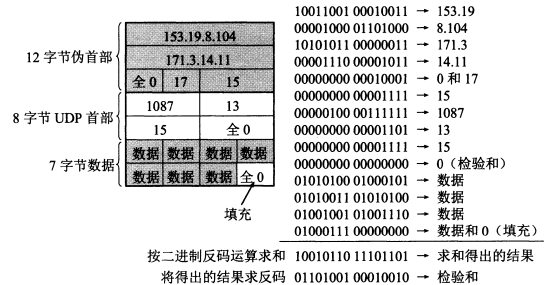 10011001 00010011 → 153.19
00001000 01101000 → 8.104
10101011 00000011 → 171.3
00001110 00001011 → 14.11
00000000 00010001 → 0 和 17
00000000 00001111 → 15
00000100 00111111 → 1087
00000000 00001101 → 13
00000000 00001111 → 15
00000000 00000000 → 0（检验和）
01010100 01000101 → 数据
01010011 01010100 → 数据
01001001 01001110 → 数据
01000111 00000000 → 数据和 0（填充）
按二进制反码运算求和 10010110 11101101 → 求和得出的结果
将得出的结果求反码 01101001 00010010 → 检验和
12 字节伪首部
153.19.8.104
171.3.14.11
全 0 17 15
8 字节 UDP 首部
1087 13
15 全 0
7 字节数据
数据 数据 数据 数据
数据 数据 数据 全 0
填充